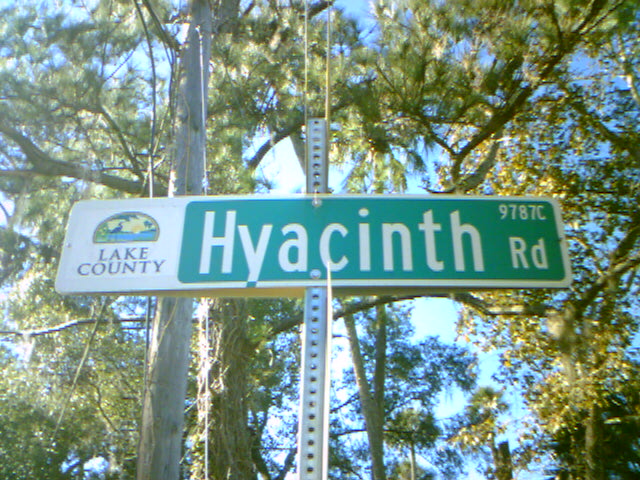 LAKE
COUNTY
Hyacinth Rd
9787C